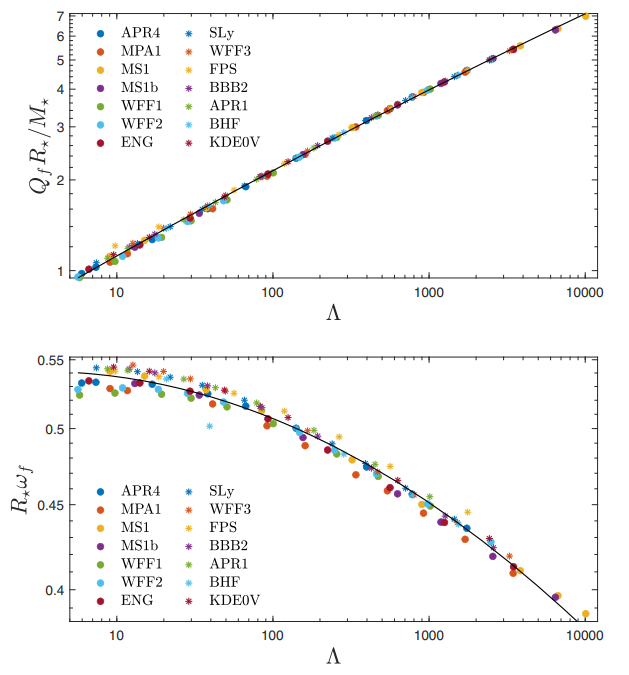 7
6
5
4
3
2
1
Q_f R_⋆/M_⋆
APR4 SLy
MPA1 WFF3
MS1 FPS
MS1b BBB2
WFF1 APR1
WFF2 BHF
ENG KDE0V
10 100 1000 10000
Λ
0.55
0.5
0.45
0.4
R_⋆ω_f
APR4 SLy
MPA1 WFF3
MS1 FPS
MS1b BBB2
WFF1 APR1
WFF2 BHF
ENG KDE0V
10 100 1000 10000
Λ